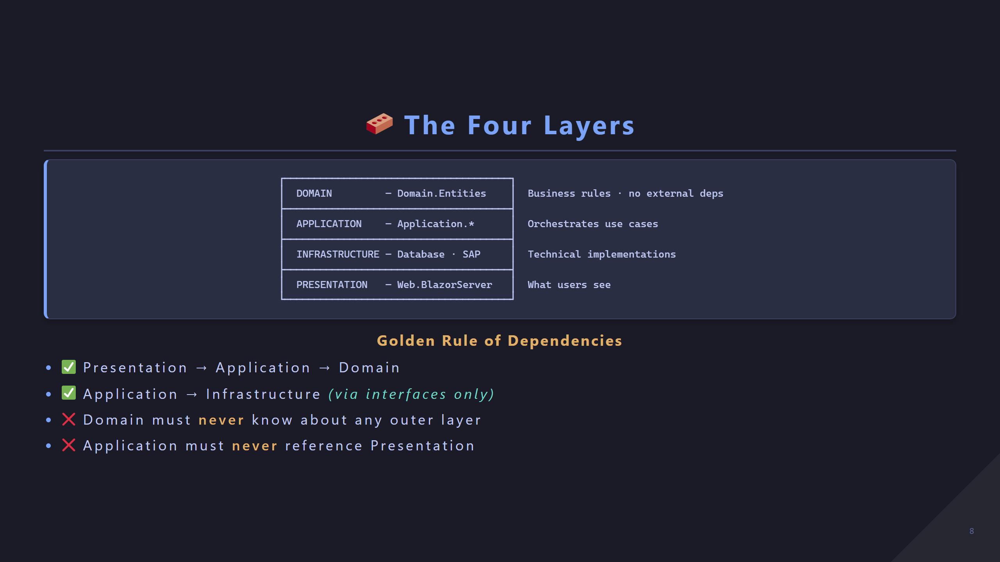 🧱 The Four Layers
DOMAIN — Domain.Entities Business rules · no external deps
APPLICATION — Application.* Orchestrates use cases
INFRASTRUCTURE — Database · SAP Technical implementations
PRESENTATION — Web.BlazorServer What users see
Golden Rule of Dependencies
• ✅ Presentation → Application → Domain
• ✅ Application → Infrastructure (via interfaces only)
• ❌ Domain must never know about any outer layer
• ❌ Application must never reference Presentation
8